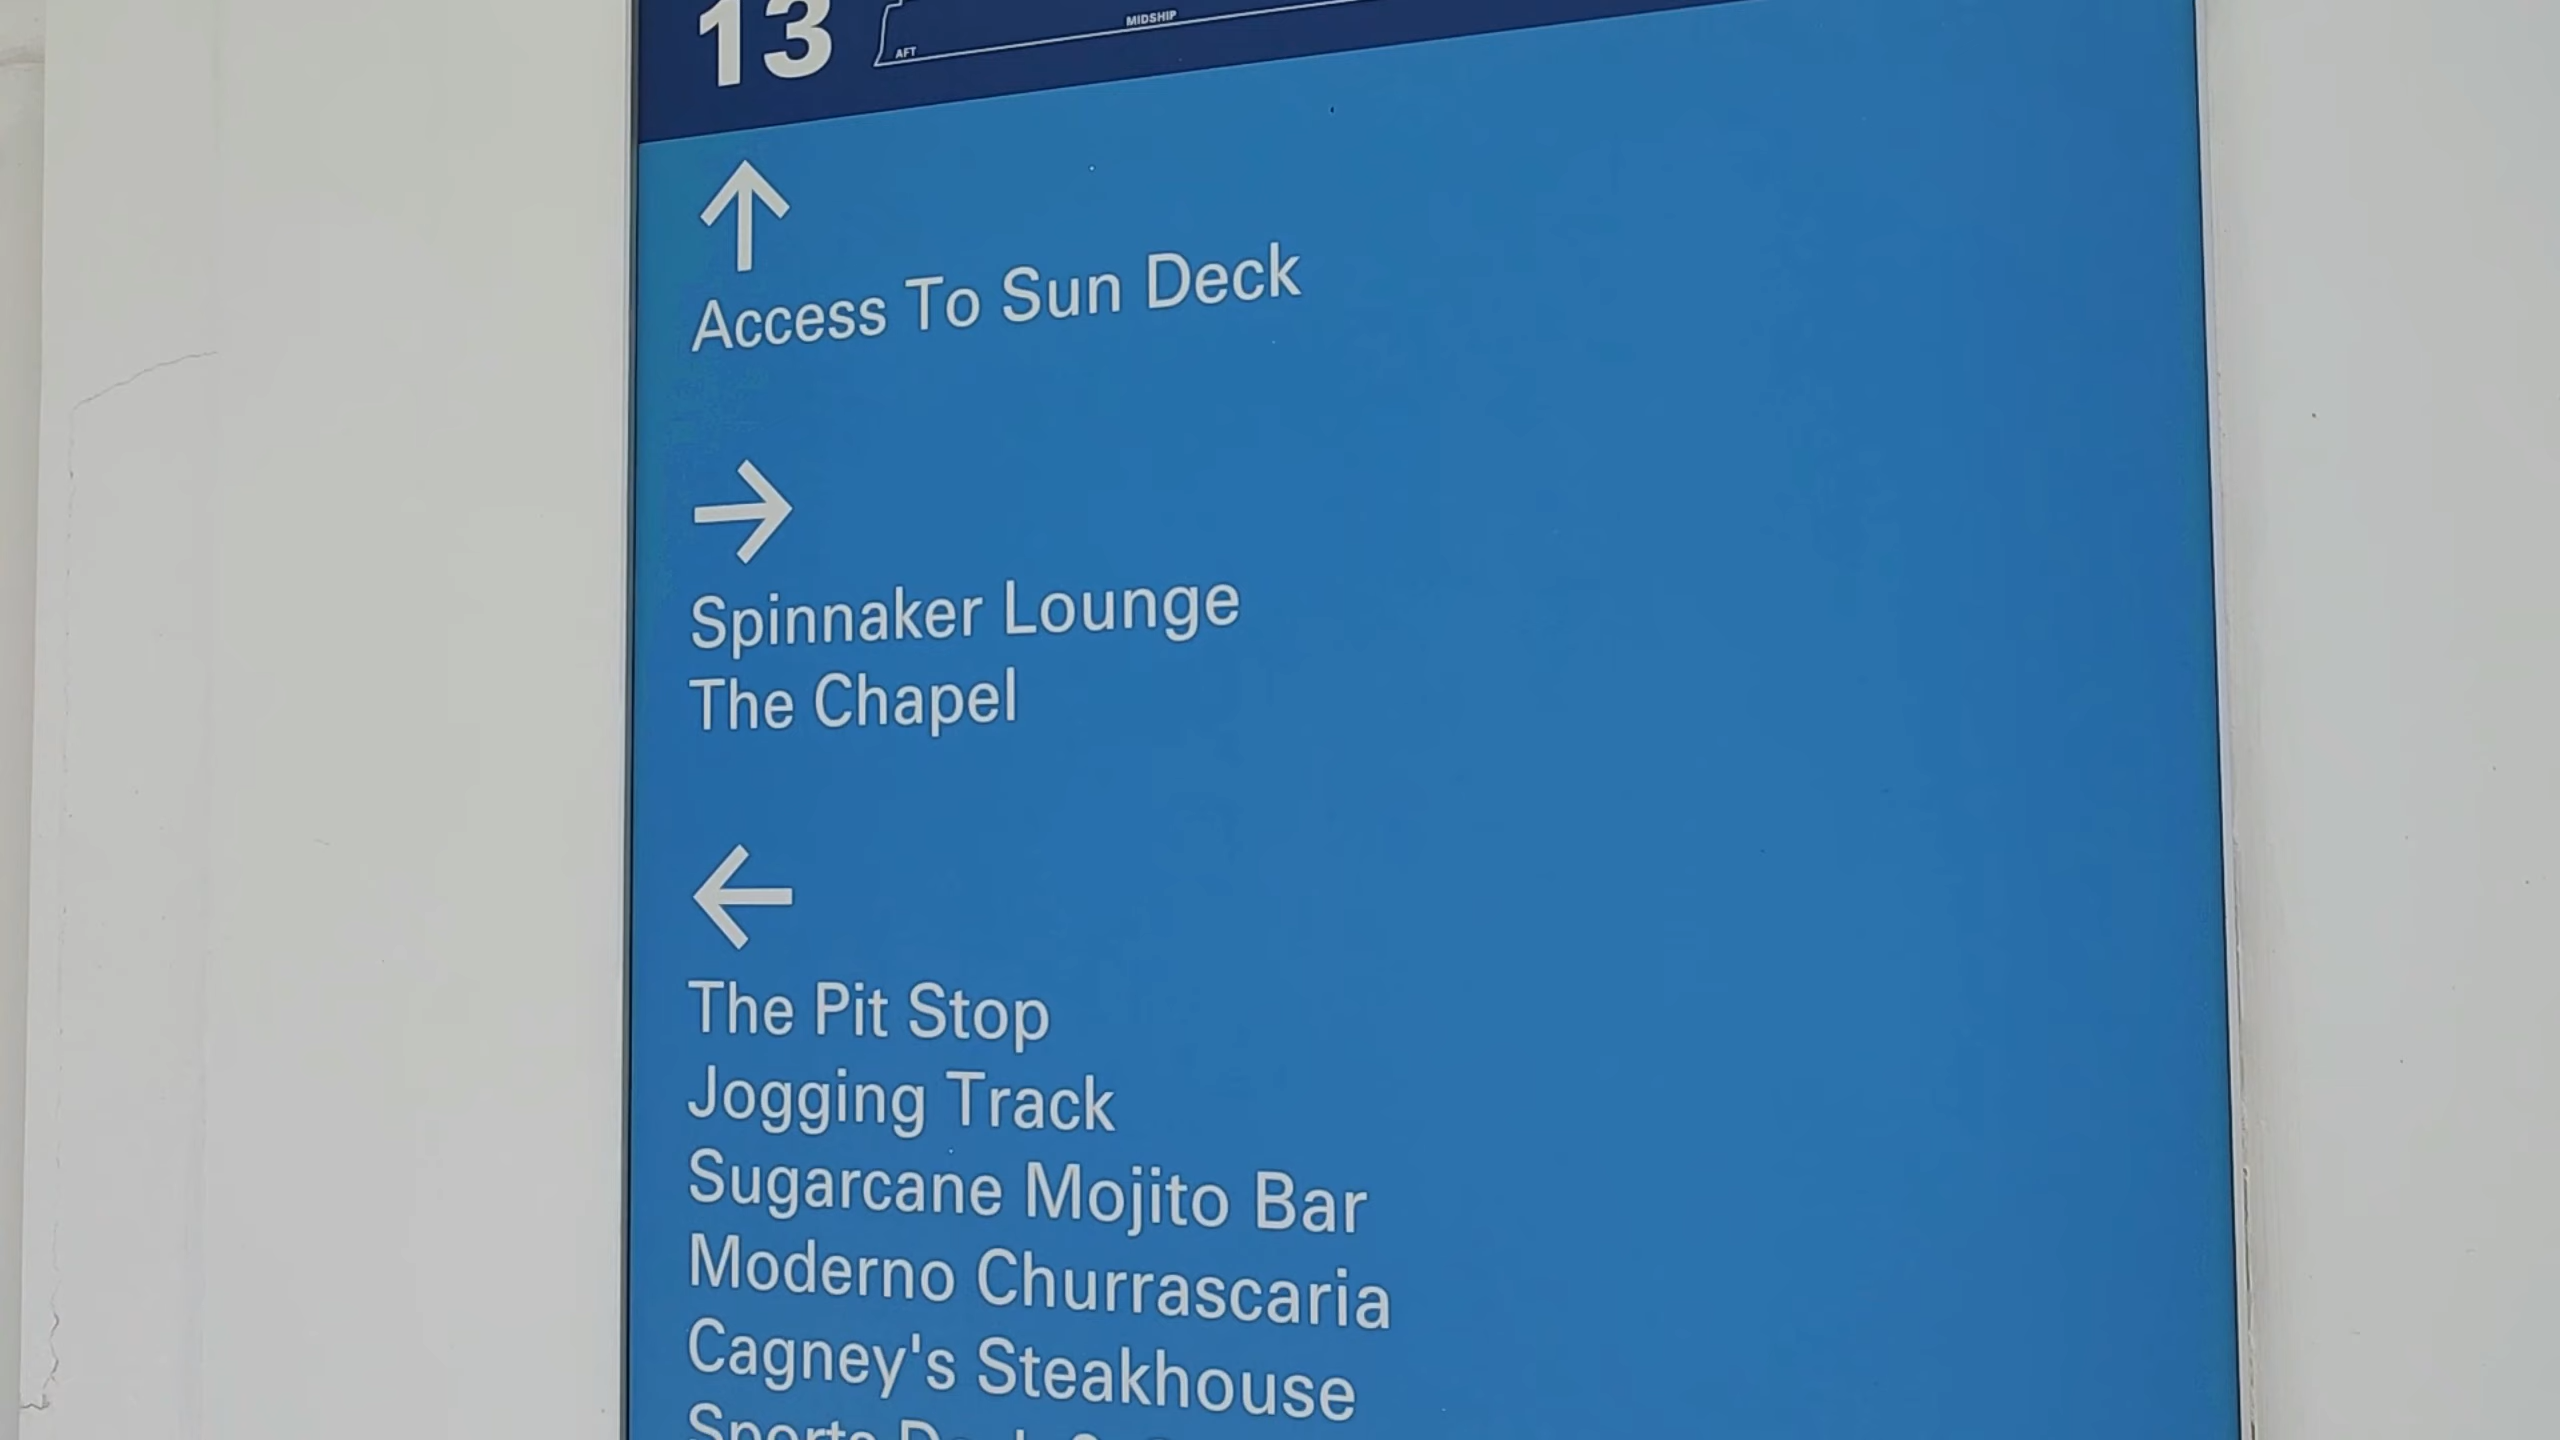 13
MIDSHIP
AFT
Access To Sun Deck
Spinnaker Lounge
The Chapel
The Pit Stop
Jogging Track
Sugarcane Mojito Bar
Moderno Churrascaria
Cagney's Steakhouse
Sports